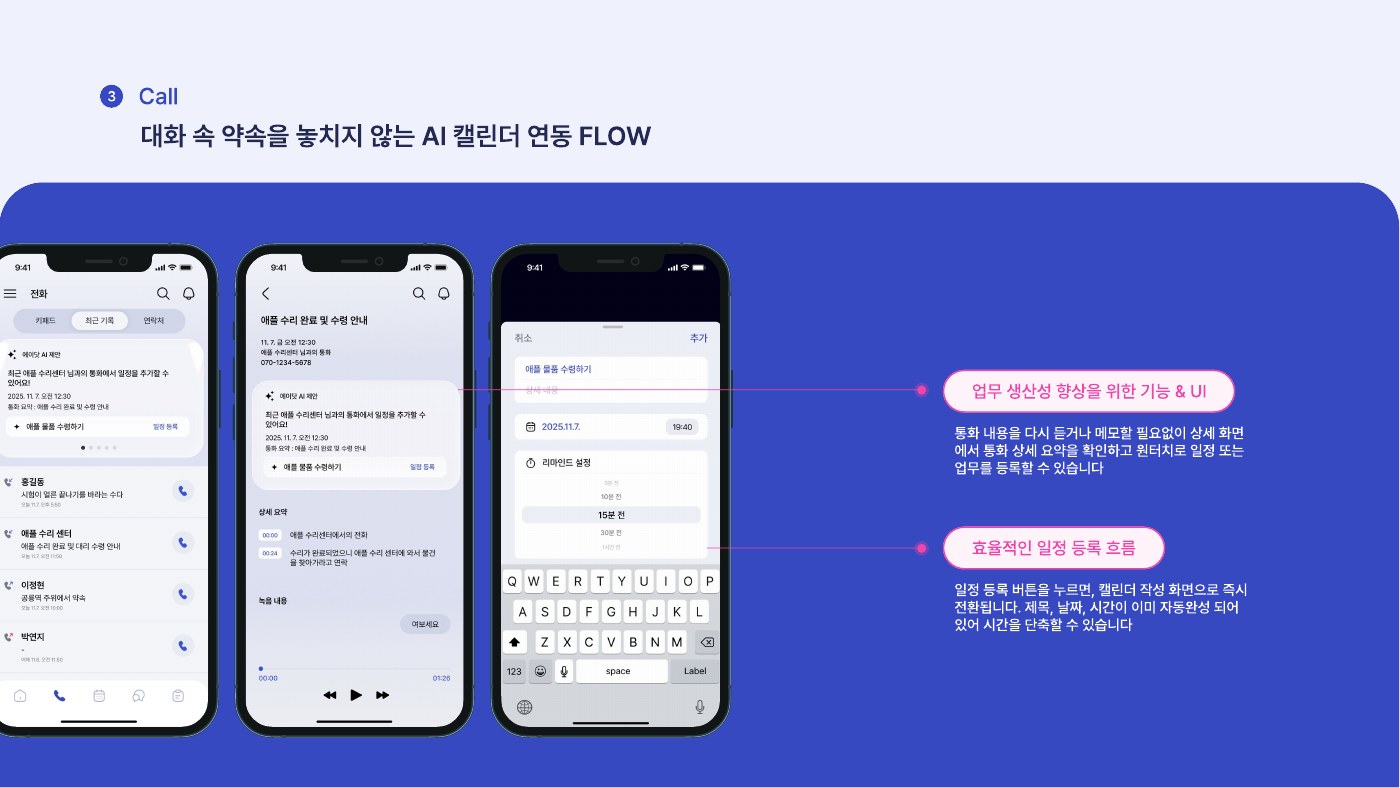 3 Call
대화 속 약속을 놓치지 않는 AI 캘린더 연동 FLOW
9:41
전화
키패드 최근 기록 연락처
에이닷 AI 제안
최근 애플 수리센터 님과의 통화에서 일정을 추가할 수
있어요!
2025. 11. 7. 오전 12:30
통화 요약 : 애플 수리 완료 및 수령 안내
애플 물품 수령하기 일정 등록
홍길동
시험이 얼른 끝나기를 바라는 수다
오늘 11.7. 오후 5:50
애플 수리 센터
애플 수리 완료 및 대리 수령 안내
이정현
공릉역 주위에서 약속
박연지
-
9:41
애플 수리 완료 및 수령 안내
11. 7. 금 오전 12:30
애플 수리센터 님과의 통화
070-1234-5678
에이닷 AI 제안
최근 애플 수리센터 님과의 통화에서 일정을 추가할 수
있어요!
2025. 11. 7. 오전 12:30
통화 요약 : 애플 수리 완료 및 수령 안내
애플 물품 수령하기 일정 등록
상세 요약
00:00 애플 수리센터에서의 전화
00:24 수리가 완료되었으니 애플 수리 센터에 와서 물건
을 찾아가라고 연락
녹음 내용
여보세요
00:00 01:26
9:41
취소 추가
애플 물품 수령하기
상세 내용
2025.11.7. 19:40
리마인드 설정
5분 전
10분 전
15분 전
30분 전
1시간 전
Q W E R T Y U I O P
A S D F G H J K L
Z X C V B N M
123 space Label
업무 생산성 향상을 위한 기능 & UI
통화 내용을 다시 듣거나 메모할 필요없이 상세 화면
에서 통화 상세 요약을 확인하고 원터치로 일정 또는
업무를 등록할 수 있습니다
효율적인 일정 등록 흐름
일정 등록 버튼을 누르면, 캘린더 작성 화면으로 즉시
전환됩니다. 제목, 날짜, 시간이 이미 자동완성 되어
있어 시간을 단축할 수 있습니다